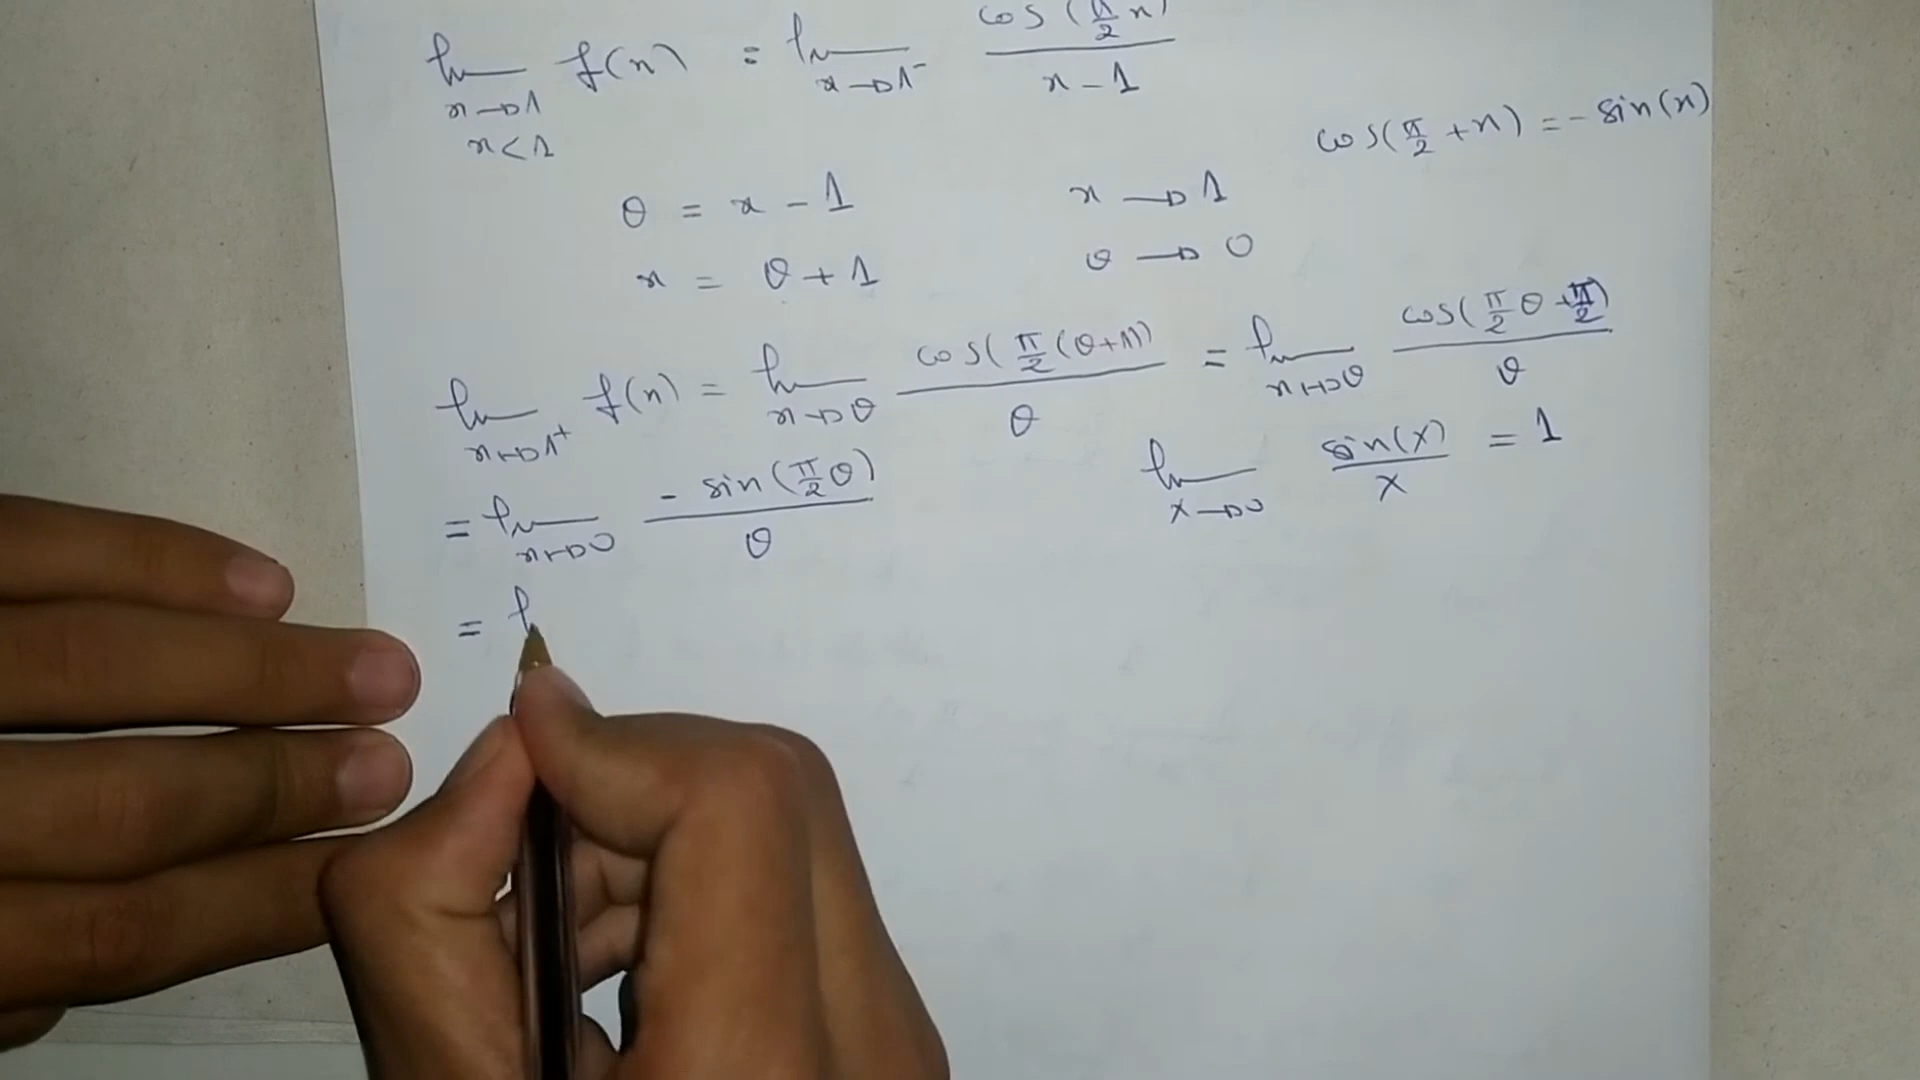 lim f(x) = lim cos(π/2 x) / x - 1
x→1 x→1⁻
x<1
cos(π/2 + x) = - sin(x)
θ = x - 1 x → 1
x = θ + 1 θ → 0
lim x→1⁺ f(x) = lim x→0 cos(π/2 (θ+1)) / θ = lim x→0 cos(π/2 θ + π/2) / θ
= lim x→0 - sin(π/2 θ) / θ lim x→0 sin(x) / x = 1
=